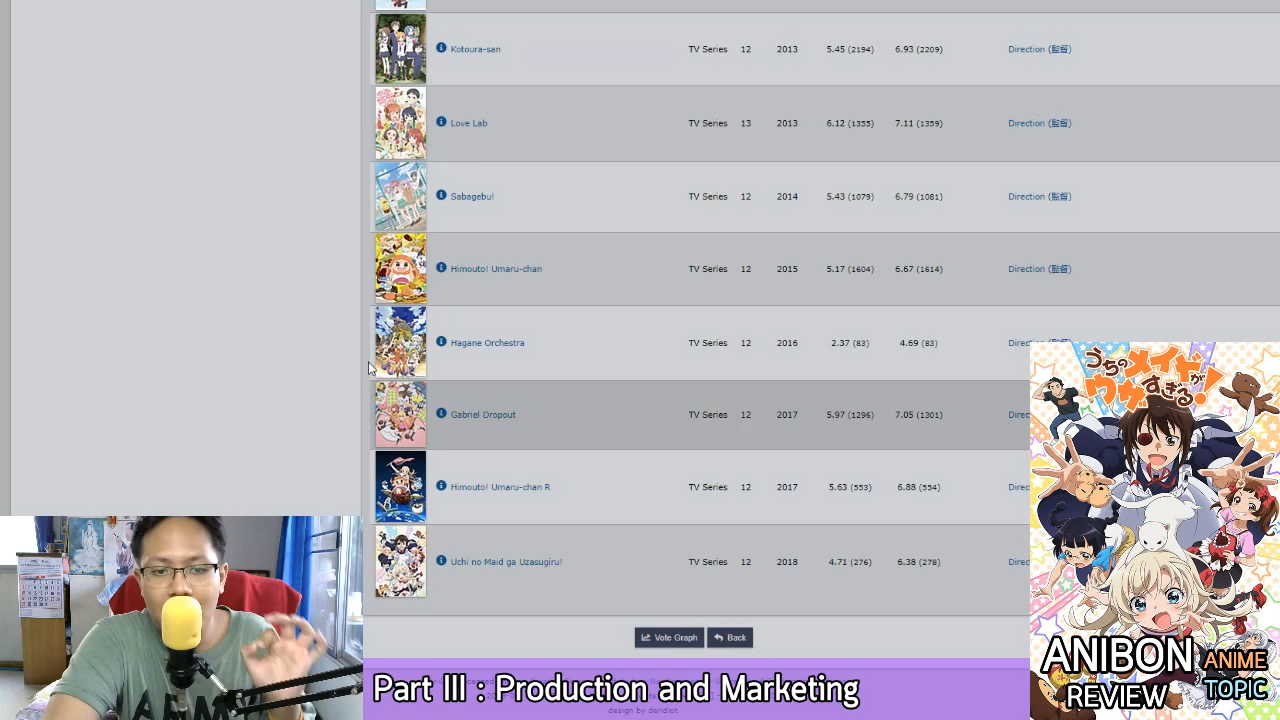 Kotoura-san TV Series 12 2013 5.45 (2194) 6.93 (2209) Direction (監督)
Love Lab TV Series 13 2013 6.12 (1355) 7.11 (1359) Direction (監督)
Sabagebu! TV Series 12 2014 5.43 (1079) 6.79 (1081) Direction (監督)
Himouto! Umaru-chan TV Series 12 2015 5.17 (1604) 6.67 (1614) Direction (監督)
Hagane Orchestra TV Series 12 2016 2.37 (83) 4.69 (83)
Gabriel Dropout TV Series 12 2017 5.97 (1296) 7.05 (1301) Direc
Himouto! Umaru-chan R TV Series 12 2017 5.63 (553) 6.88 (554) Direc
Uchi no Maid ga Uzasugiru! TV Series 12 2018 4.71 (276) 6.38 (278) Direc
Vote Graph Back
design by deridiot
Part III : Production and Marketing
うちのメイドが
ウザすぎる!
ANIBON ANIME
REVIEW TOPIC